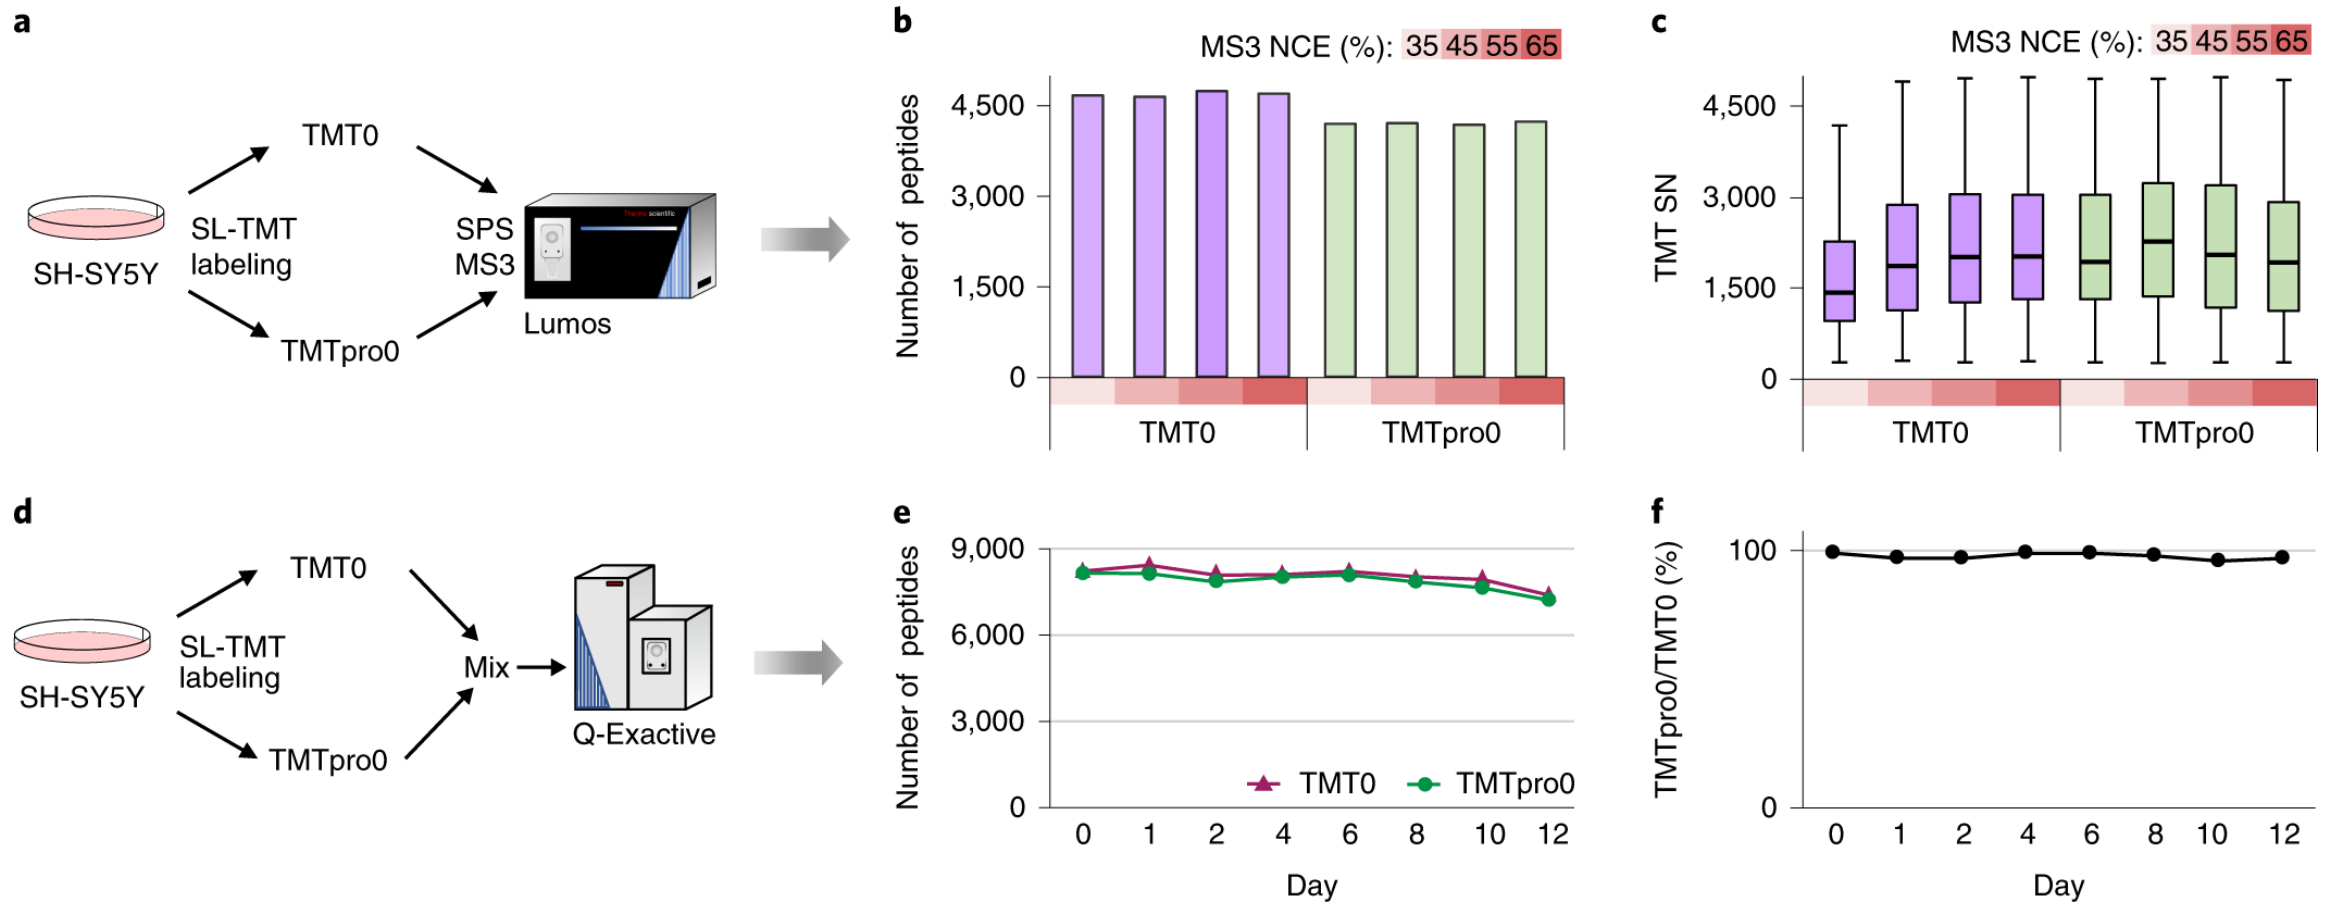 a
TMT0
SH-SY5Y
SL-TMT
labeling
TMTpro0
SPS
MS3
Thermo scientific
Lumos
b
MS3 NCE (%): 35 45 55 65
Number of peptides
4,500
3,000
1,500
0
TMT0
TMTpro0
c
MS3 NCE (%): 35 45 55 65
TMT SN
4,500
3,000
1,500
0
TMT0
TMTpro0
d
TMT0
SH-SY5Y
SL-TMT
labeling
TMTpro0
Mix
Q-Exactive
e
Number of peptides
9,000
6,000
3,000
0
TMT0
TMTpro0
0 1 2 4 6 8 10 12
Day
f
TMTpro0/TMT0 (%)
100
0
0 1 2 4 6 8 10 12
Day